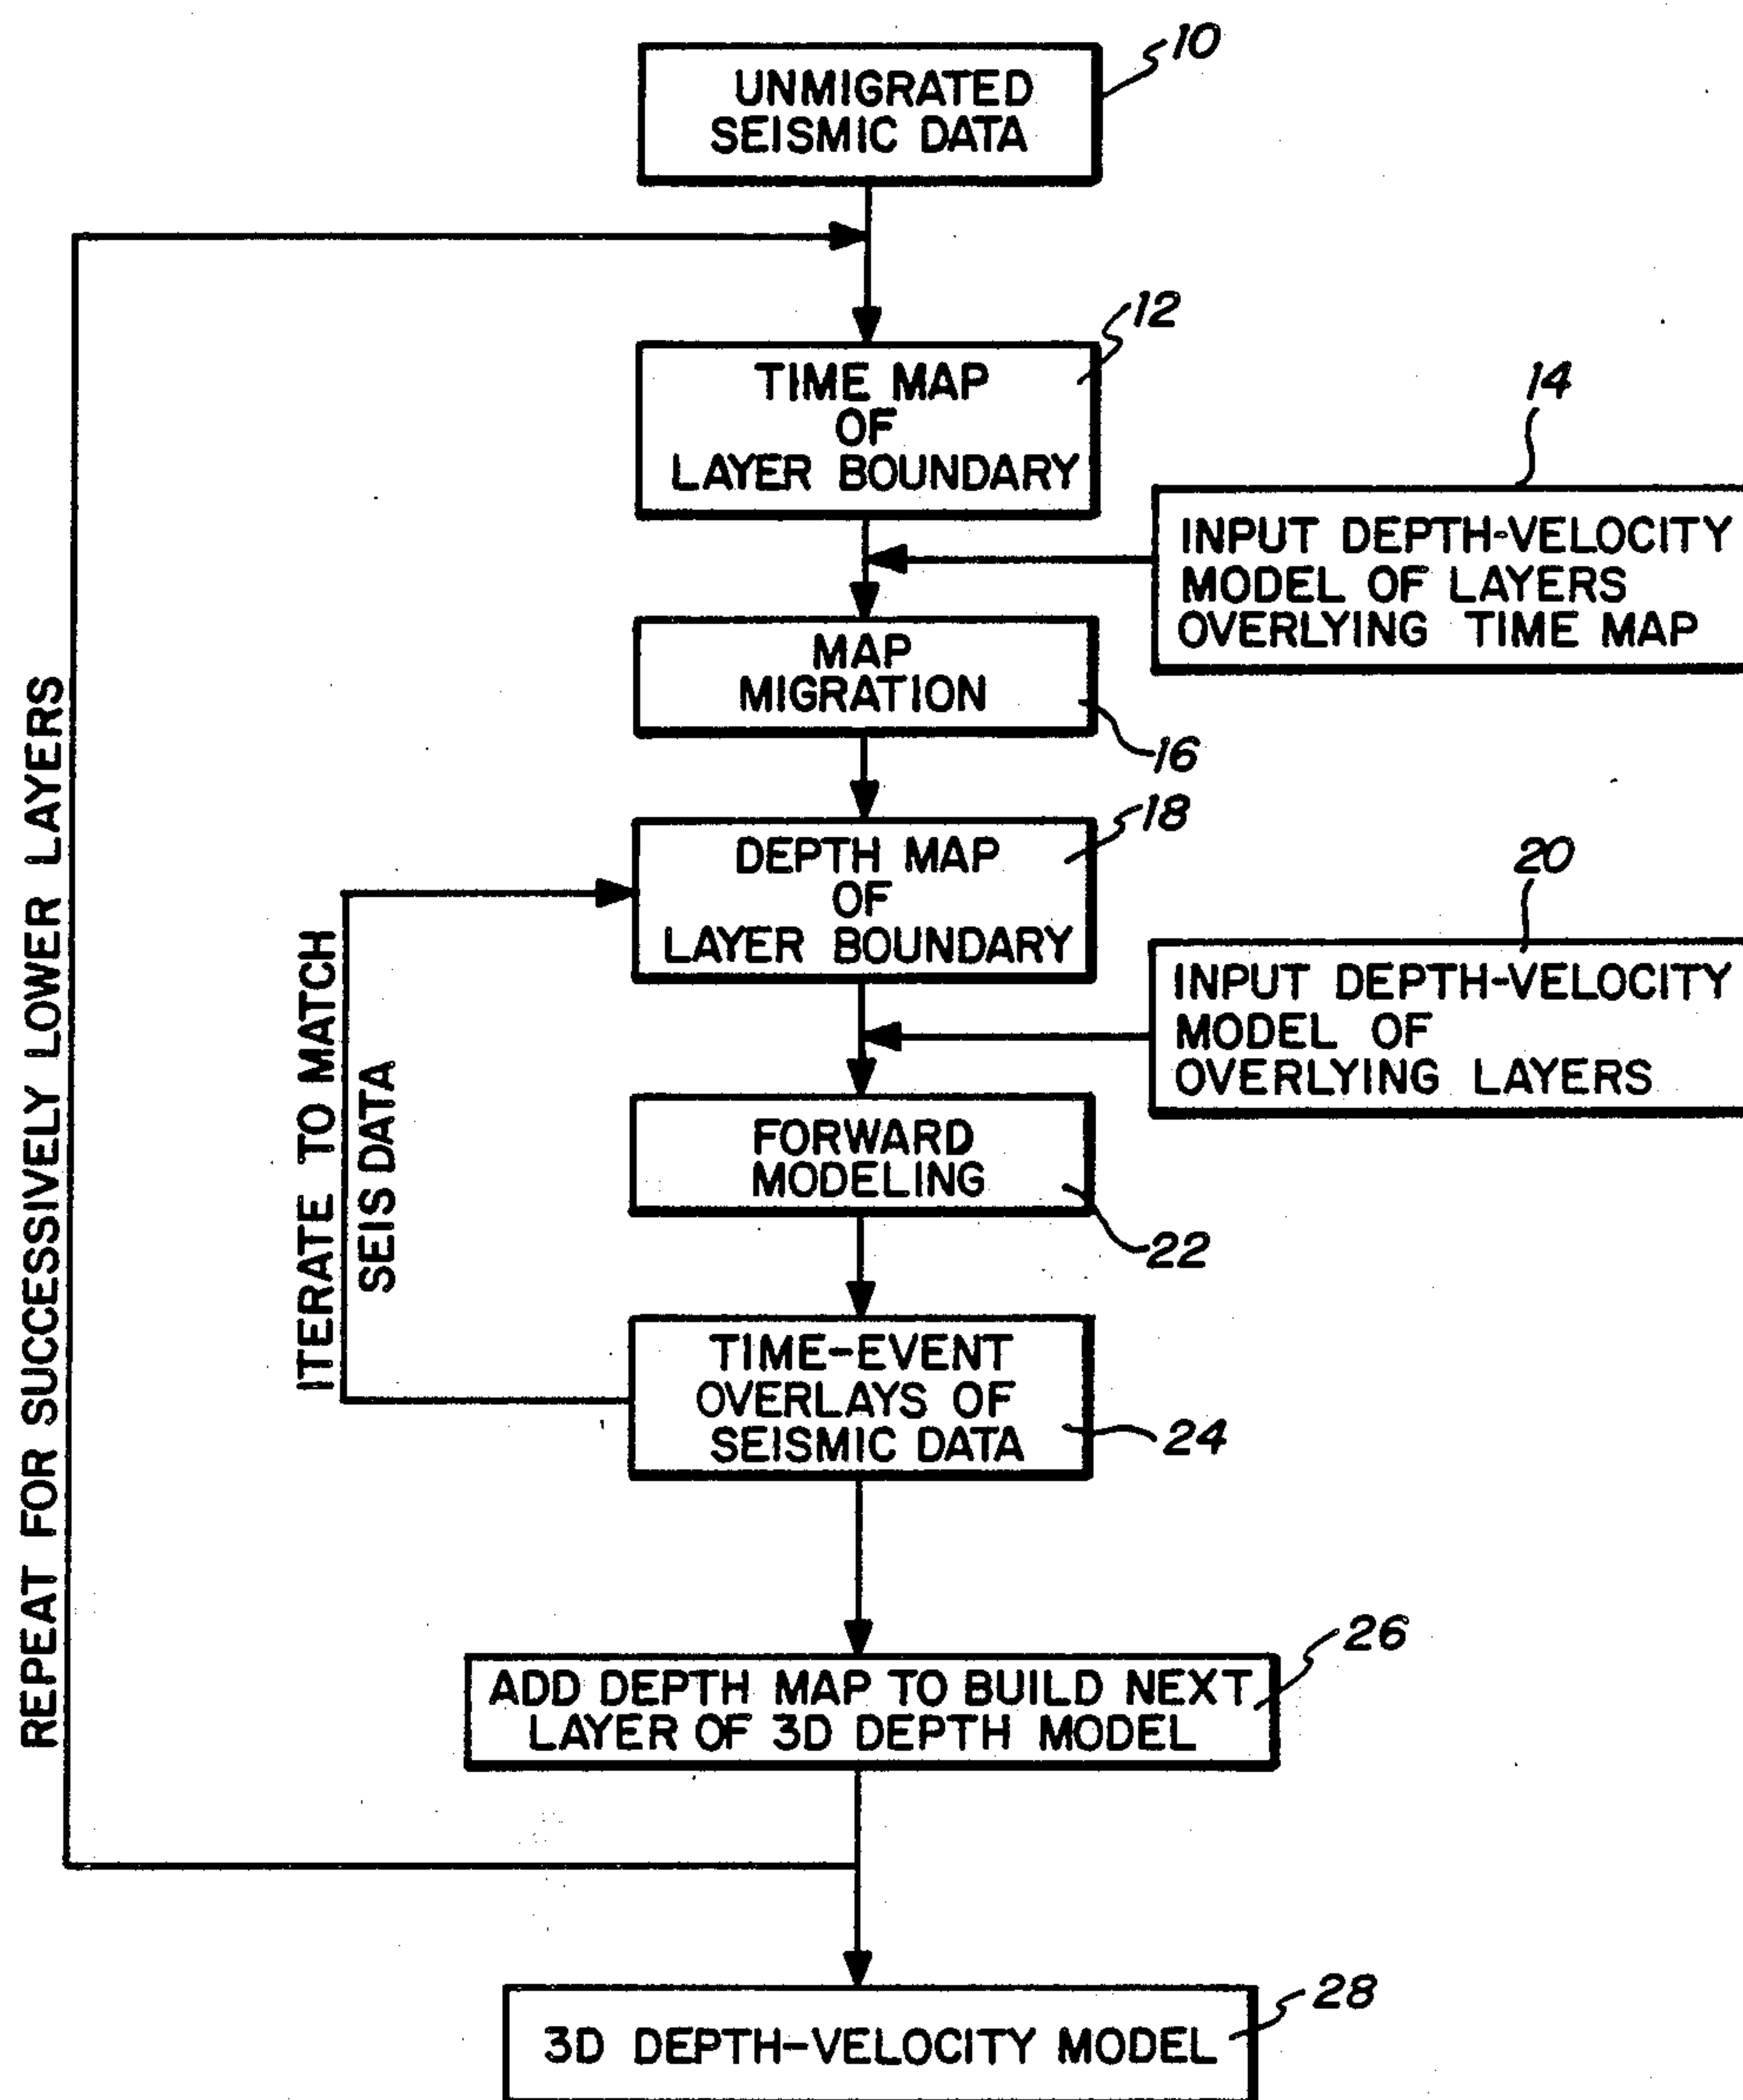 10
UNMIGRATED
SEISMIC DATA
12
TIME MAP
OF
LAYER BOUNDARY
14
INPUT DEPTH-VELOCITY
MODEL OF LAYERS
OVERLYING TIME MAP
MAP
MIGRATION
16
18
DEPTH MAP
OF
LAYER BOUNDARY
20
INPUT DEPTH-VELOCITY
MODEL OF
OVERLYING LAYERS
FORWARD
MODELING
22
TIME-EVENT
OVERLAYS OF
SEISMIC DATA
24
ITERATE TO MATCH
SEIS DATA
REPEAT FOR SUCCESSIVELY LOWER LAYERS
26
ADD DEPTH MAP TO BUILD NEXT
LAYER OF 3D DEPTH MODEL
28
3D DEPTH-VELOCITY MODEL